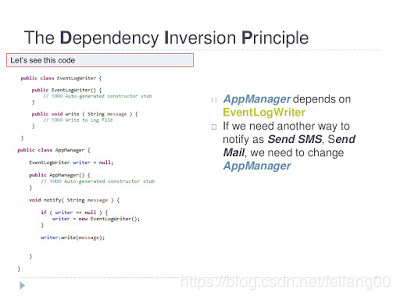 The Dependency Inversion Principle
Let's see this code
public class EventLogWriter {
public EventLogWriter() {
// TODO Auto-generated constructor stub
}
public void write ( String message ) {
// TODO Write to Log file
}
}
public class AppManager {
EventLogWriter writer = null;
public AppManager() {
// TODO Auto-generated constructor stub
}
void notify( String message ) {
if ( writer == null ) {
writer = new EventLogWriter();
}
writer.write(message);
}
}
AppManager depends on
EventLogWriter
If we need another way to
notify as Send SMS, Send
Mail, we need to change
AppManager
https://blog.csdn.net/feifang00